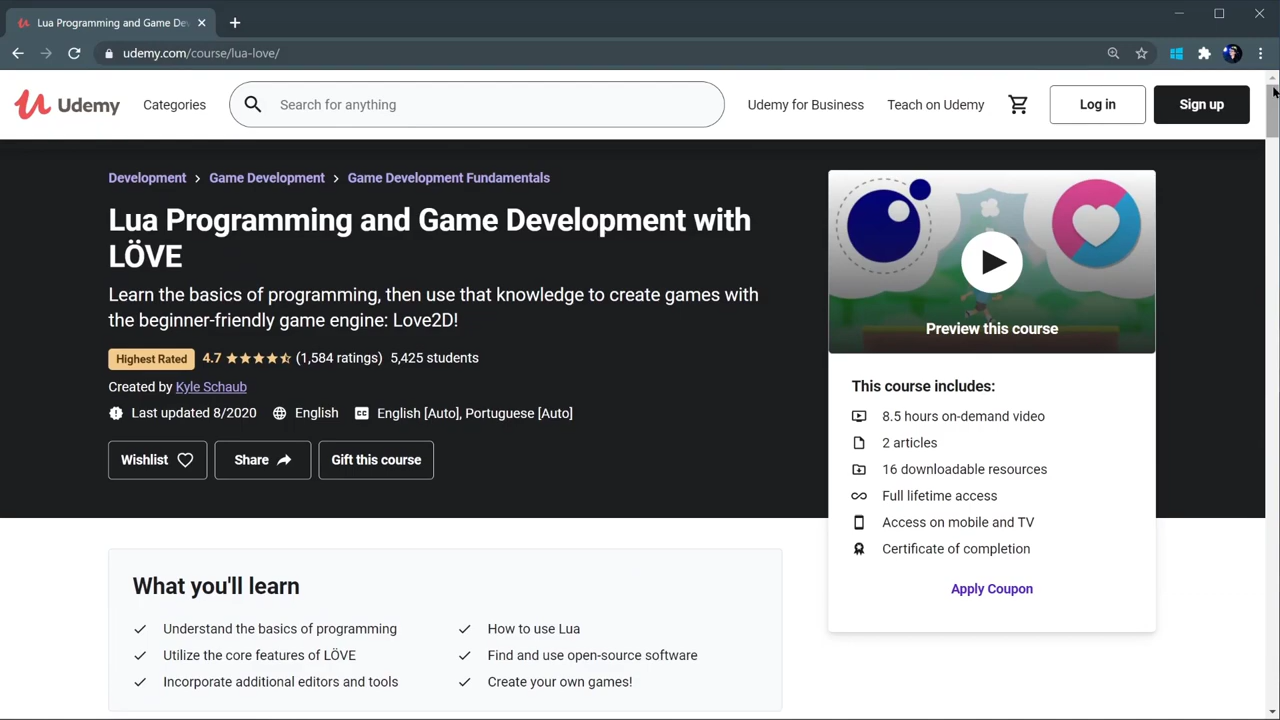 Lua Programming and Game De
udemy.com/course/lua-love/
Udemy
Categories
Search for anything
Udemy for Business
Teach on Udemy
Log in
Sign up
Development
Game Development
Game Development Fundamentals
Lua Programming and Game Development with
LÖVE
Learn the basics of programming, then use that knowledge to create games with
the beginner-friendly game engine: Love2D!
Highest Rated 4.7 (1,584 ratings) 5,425 students
Created by Kyle Schaub
Last updated 8/2020 English English [Auto], Portuguese [Auto]
Wishlist
Share
Gift this course
Preview this course
This course includes:
8.5 hours on-demand video
2 articles
16 downloadable resources
Full lifetime access
Access on mobile and TV
Certificate of completion
Apply Coupon
What you'll learn
Understand the basics of programming
Utilize the core features of LÖVE
Incorporate additional editors and tools
How to use Lua
Find and use open-source software
Create your own games!